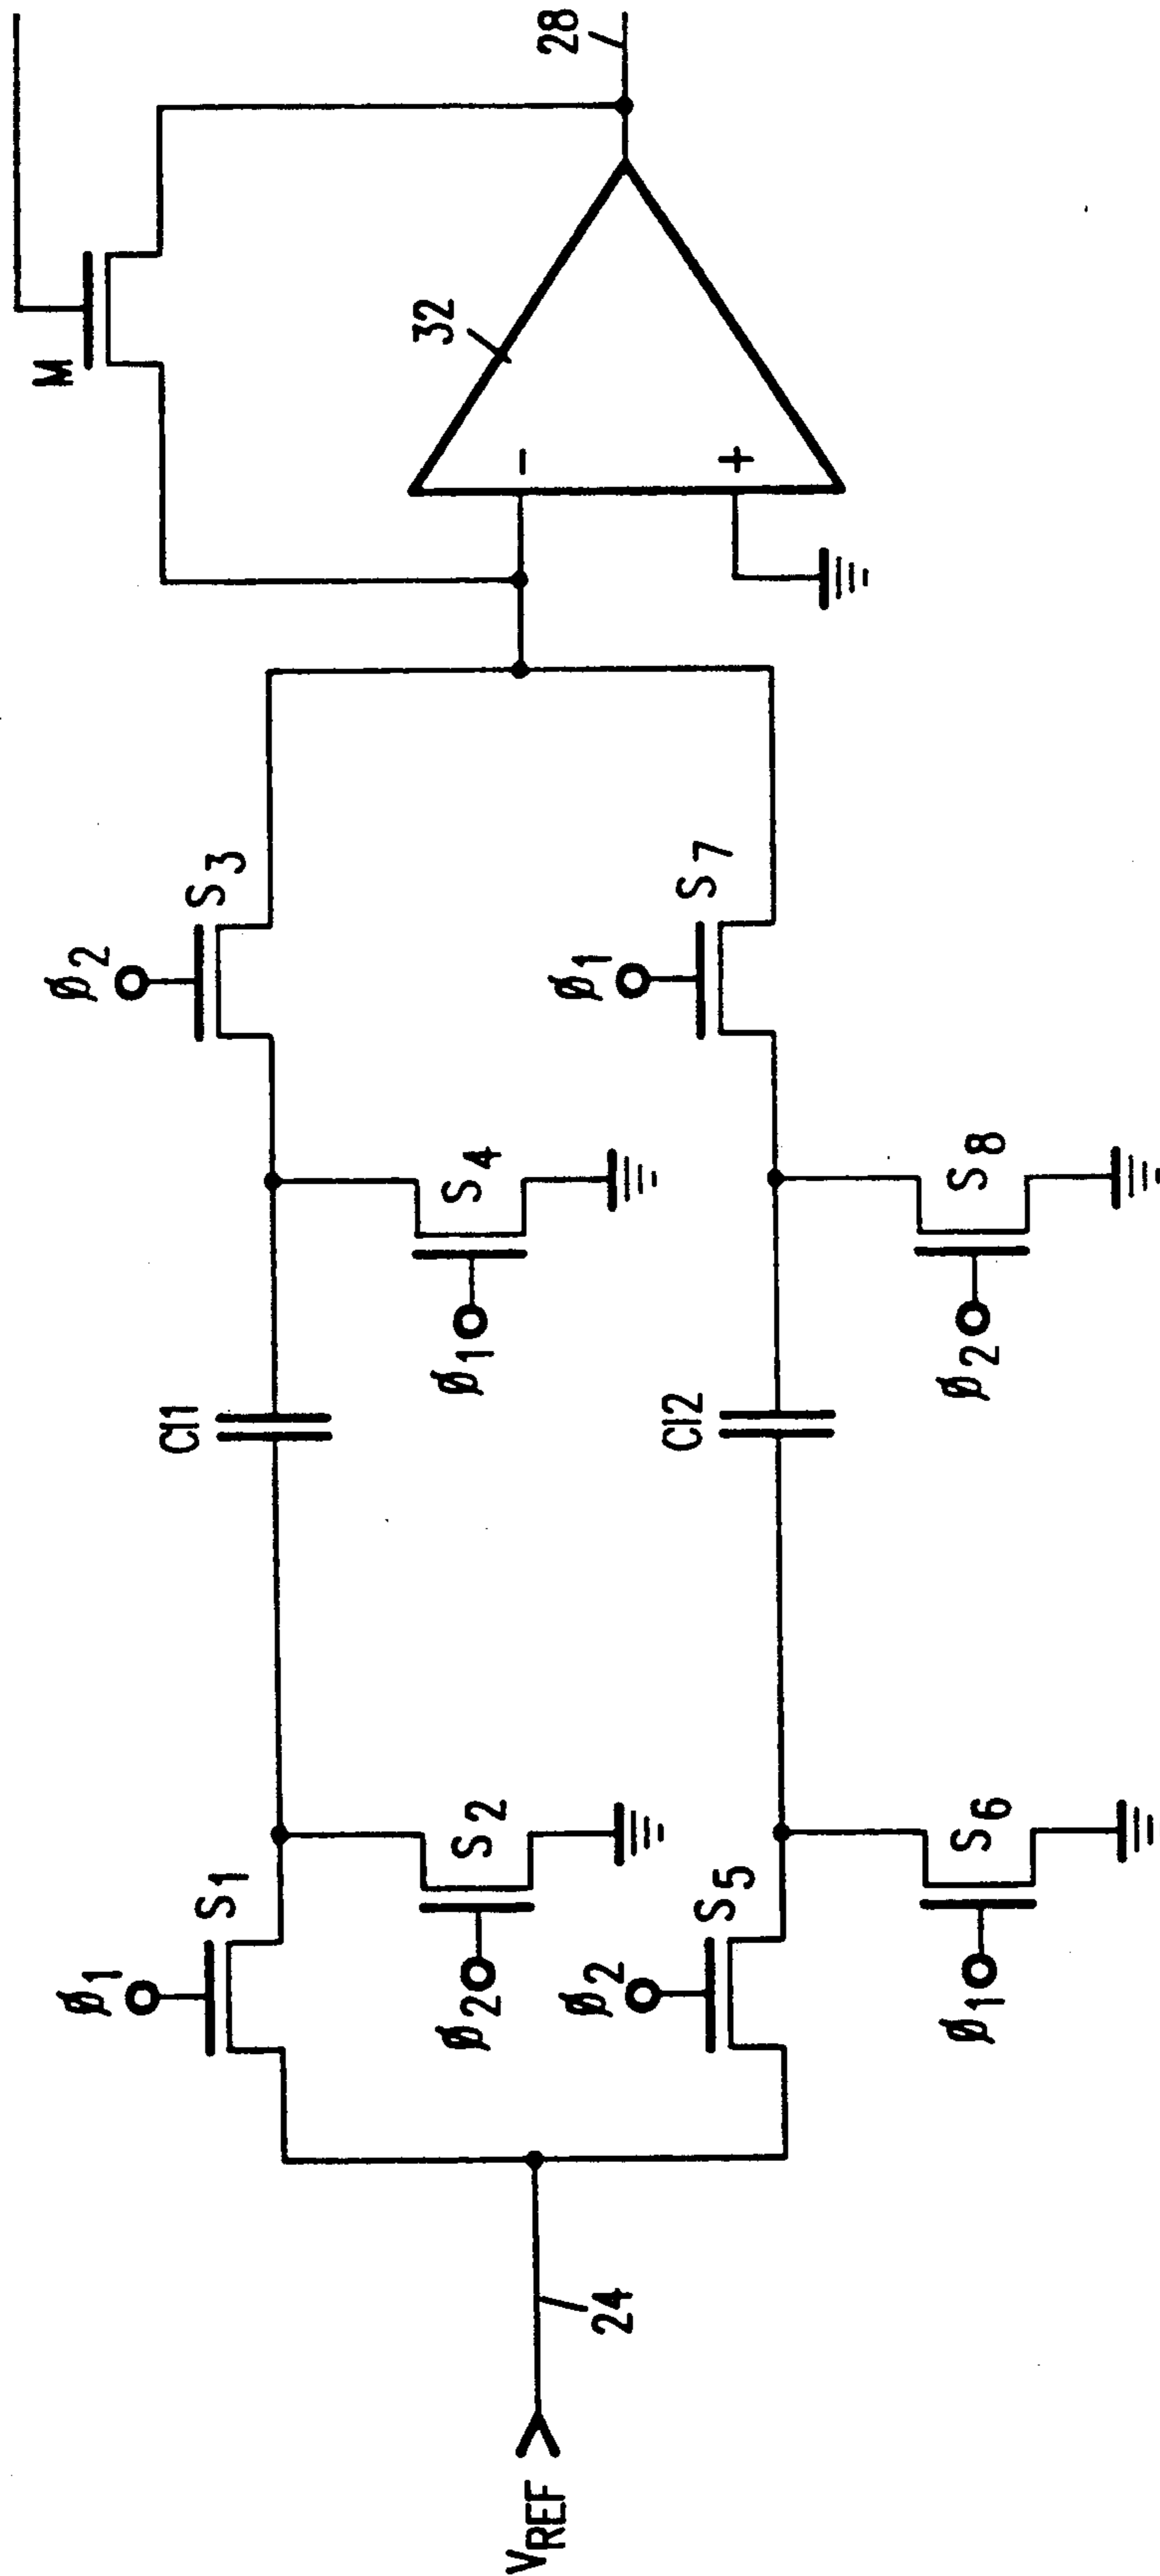 M
28
32
-
+
ø2
S3
ø1
S1
CI1
ø1
S4
ø2
S2
ø1
S7
VREF
24
ø2
S5
CI2
ø2
S8
ø1
S6